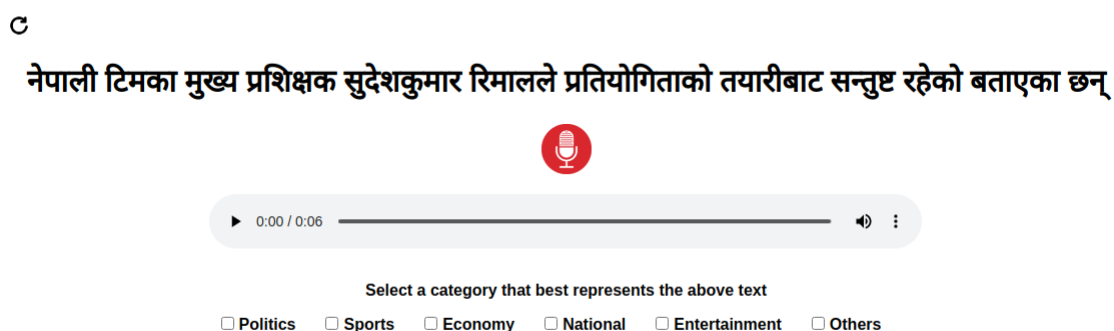 नेपाली टिमका मुख्य प्रशिक्षक सुदेशकुमार रिमालले प्रतियोगिताको तयारीबाट सन्तुष्ट रहेको बताएका छन्
0:00 / 0:06
Select a category that best represents the above text
Politics Sports Economy National Entertainment Others